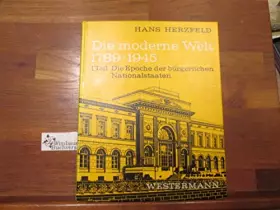 HANS HERZFELD
Die moderne Welt
1789-1945
I.Teil Die Epoche der bürgerlichen
Nationalstaaten
WESTERMANN